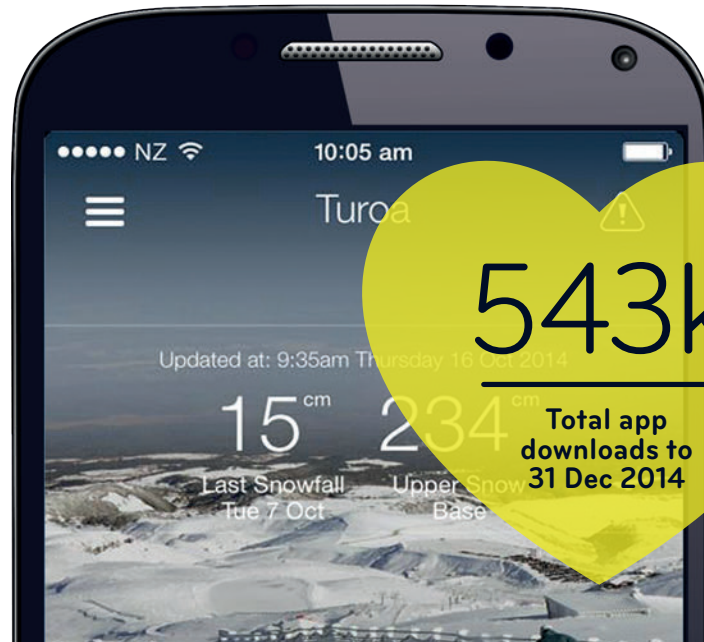 NZ
10:05 am
Turoa
543k
Updated at: 9:35am Thursday 16 Oct 2014
15 cm 234 cm
Last Snowfall Upper Snow
Tue 7 Oct Base
Total app
downloads to
31 Dec 2014